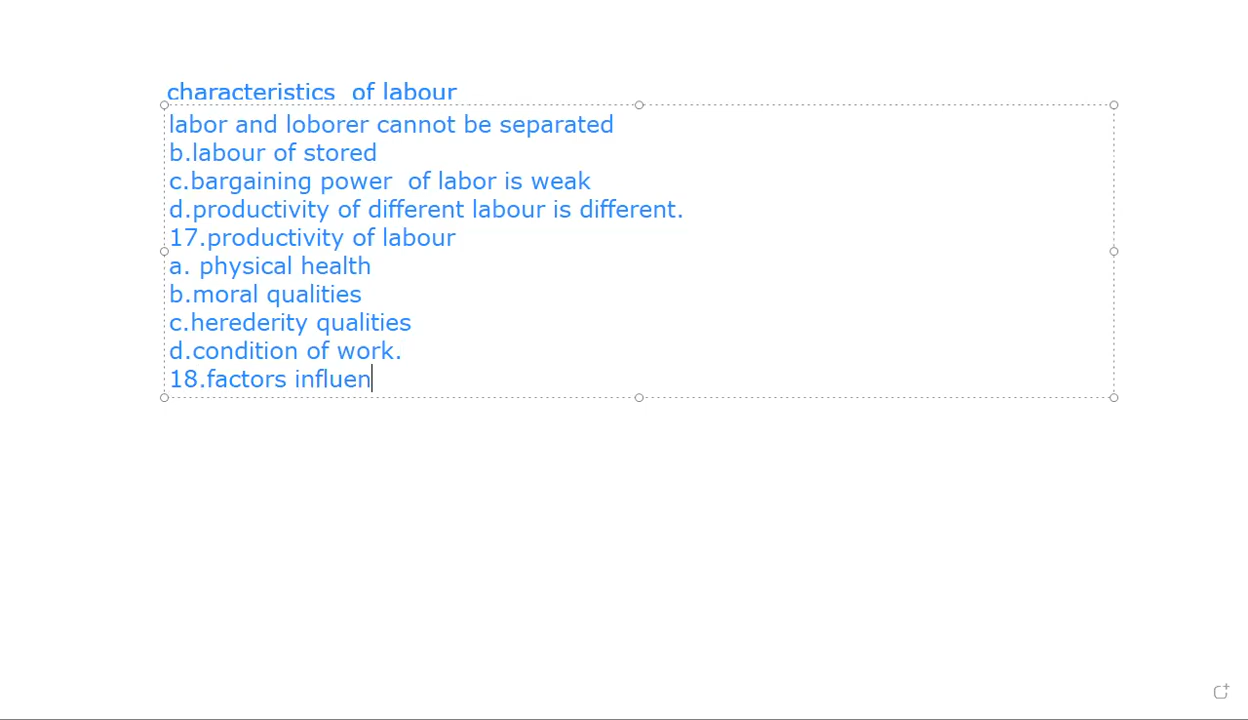 characteristics  of labour
labor and loborer cannot be separated
b.labour of stored
c.bargaining power  of labor is weak
d.productivity of different labour is different.
17.productivity of labour
a. physical health
b.moral qualities
c.herederity qualities
d.condition of work.
18.factors influen